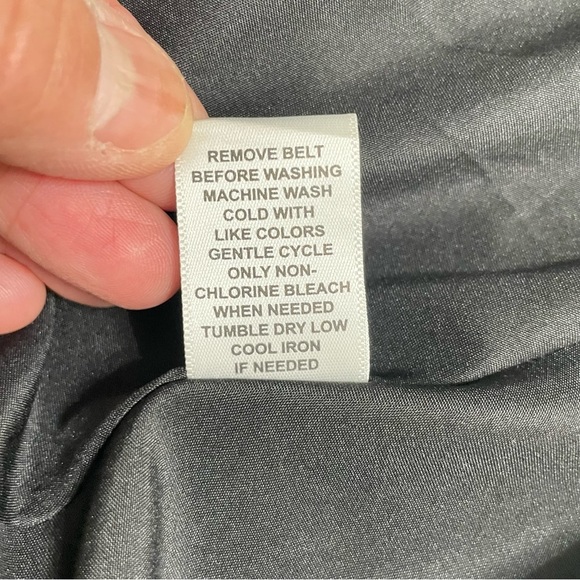 REMOVE BELT
BEFORE WASHING
MACHINE WASH
COLD WITH
LIKE COLORS
GENTLE CYCLE
ONLY NON-
CHLORINE BLEACH
WHEN NEEDED
TUMBLE DRY LOW
COOL IRON
IF NEEDED